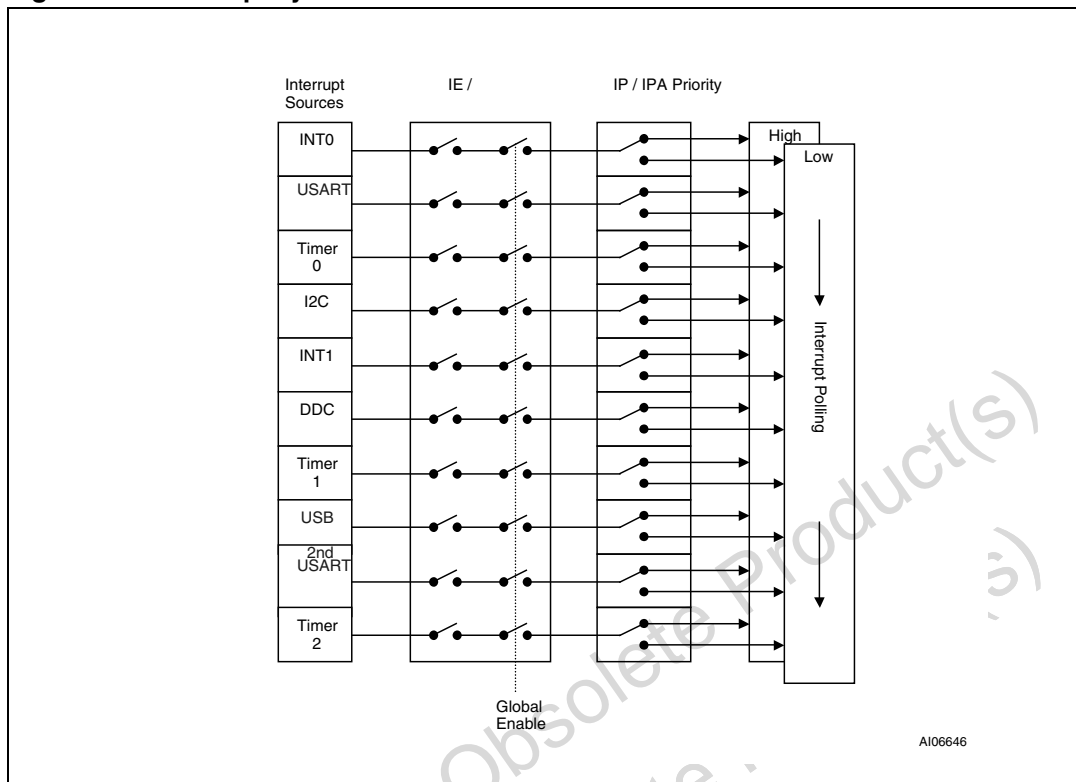 Interrupt
Sources
IE /
IP / IPA Priority
INT0
USART
Timer
0
I2C
INT1
DDC
Timer
1
USB
2nd
USART
Timer
2
High
Low
Interrupt Polling
Global
Enable
AI06646
Obsolete Product(s)